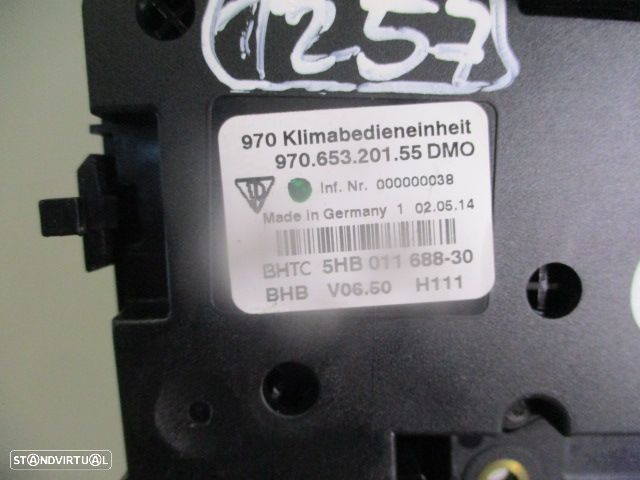 1257
970 Klimabedieneinheit
970.653.201.55 DMO
Inf. Nr. 000000038
Made in Germany 1 02.05.14
BHTC 5HB 011 688-30
BHB V06.50 H111
STANDVIRTUAL